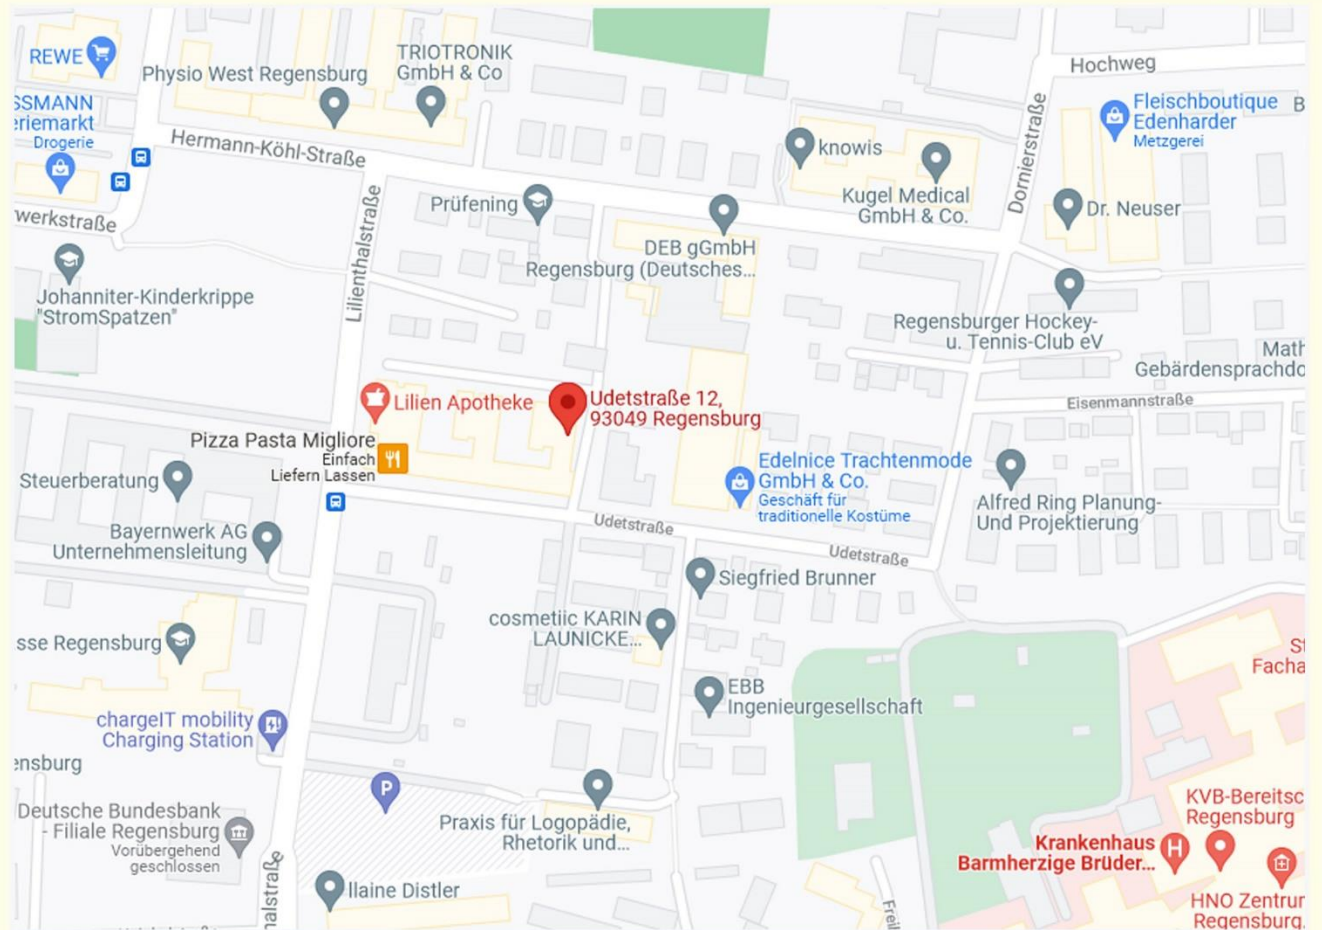 REWE
TRIOTRONIK
GmbH & Co
Physio West Regensburg
Hochweg
SSMANN
eriemarkt
Drogerie
Fleischboutique
Edenharder
Metzgerei
B
Hermann-Köhl-Straße
Dornierstraße
knowis
Kugel Medical
GmbH & Co.
Dr. Neuser
Prüfening
rwerkstraße
Lilienthalstraße
DEB gGmbH
Regensburg (Deutsches...
Johanniter-Kinderkrippe
"StromSpatzen"
Regensburger Hockey-
u. Tennis-Club eV
Math
Gebärdensprachdo
Lilien Apotheke
Udetstraße 12,
93049 Regensburg
Eisenmannstraße
Pizza Pasta Migliore
Einfach
Liefern Lassen
Steuerberatung
Edelnice Trachtenmode
GmbH & Co.
Geschäft für
traditionelle Kostüme
Alfred Ring Planung-
Und Projektierung
Bayernwerk AG
Unternehmensleitung
Udetstraße
Udetstraße
Siegfried Brunner
cosmetiic KARIN
LAUNICKE...
sse Regensburg
St
Facha
EBB
Ingenieurgesellschaft
chargeIT mobility
Charging Station
ensburg
P
Deutsche Bundesbank
- Filiale Regensburg
Vorübergehend
geschlossen
Praxis für Logopädie,
Rhetorik und...
KVB-Bereitsc
Regensburg
Krankenhaus
Barmherzige Brüder...
H
llaine Distler
halstraße
Freil
HNO Zentrum
Regensburg.